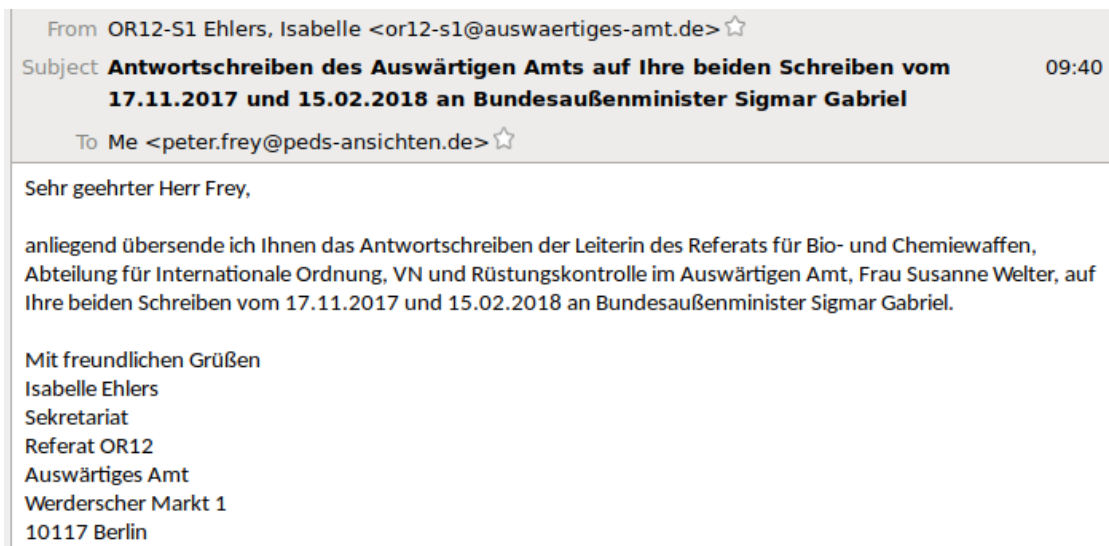 From OR12-S1 Ehlers, Isabelle <or12-s1@auswaertiges-amt.de>
Subject Antwortschreiben des Auswärtigen Amts auf Ihre beiden Schreiben vom 09:40
17.11.2017 und 15.02.2018 an Bundesaußenminister Sigmar Gabriel
To Me <peter.frey@peds-ansichten.de>
Sehr geehrter Herr Frey,
anliegend übersende ich Ihnen das Antwortschreiben der Leiterin des Referats für Bio- und Chemiewaffen,
Abteilung für Internationale Ordnung, VN und Rüstungskontrolle im Auswärtigen Amt, Frau Susanne Welter, auf
Ihre beiden Schreiben vom 17.11.2017 und 15.02.2018 an Bundesaußenminister Sigmar Gabriel.
Mit freundlichen Grüßen
Isabelle Ehlers
Sekretariat
Referat OR12
Auswärtiges Amt
Werderscher Markt 1
10117 Berlin